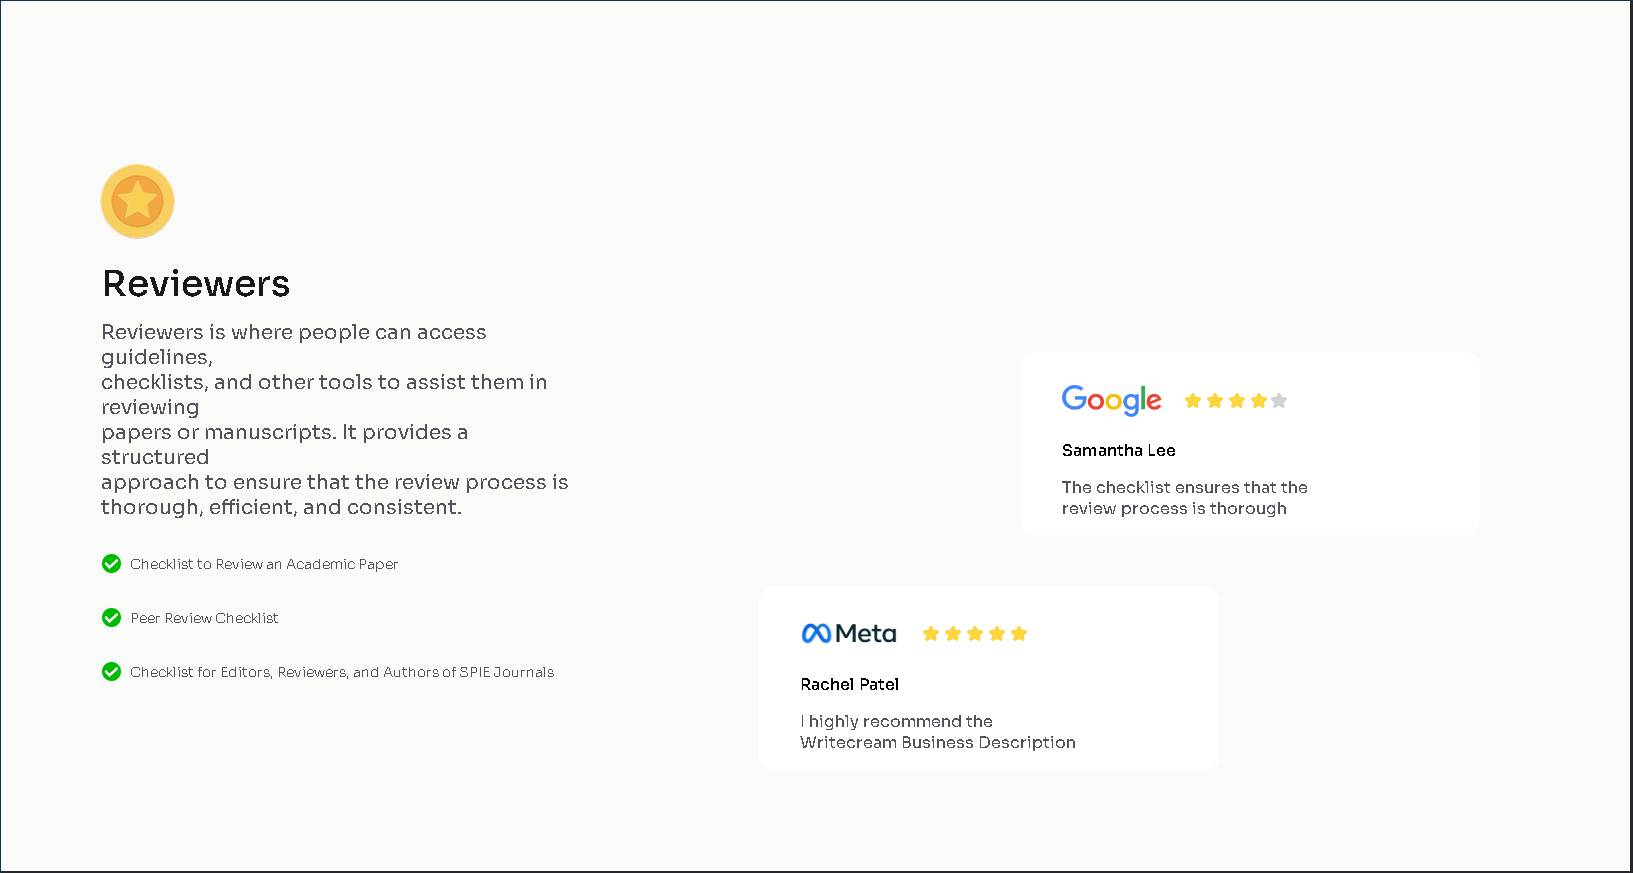 Reviewers
Reviewers is where people can access
guidelines,
checklists, and other tools to assist them in
reviewing
papers or manuscripts. It provides a
structured
approach to ensure that the review process is
thorough, efficient, and consistent.
Checklist to Review an Academic Paper
Peer Review Checklist
Checklist for Editors, Reviewers, and Authors of SPIE Journals
Google
Samantha Lee
The checklist ensures that the
review process is thorough
Meta
Rachel Patel
I highly recommend the
Writecream Business Description